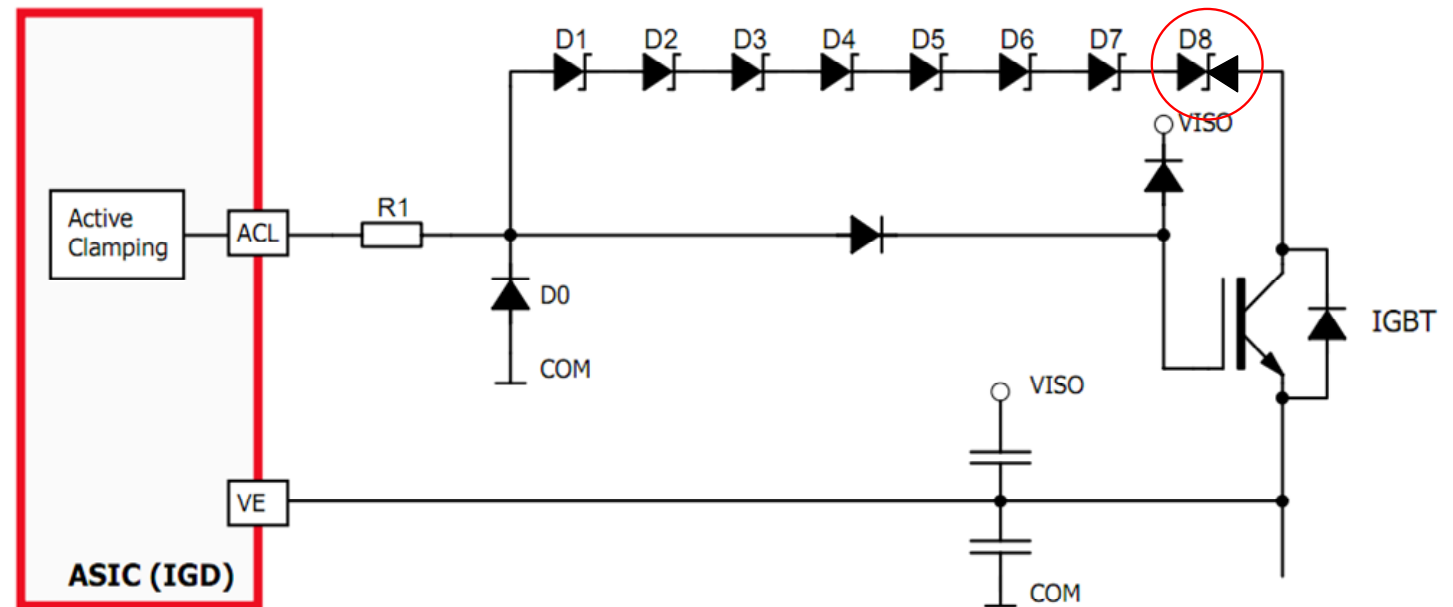 D1 D2 D3 D4 D5 D6 D7 D8
VISO
Active
Clamping
ACL
R1
D0
IGBT
COM
VISO
VE
ASIC (IGD)
COM